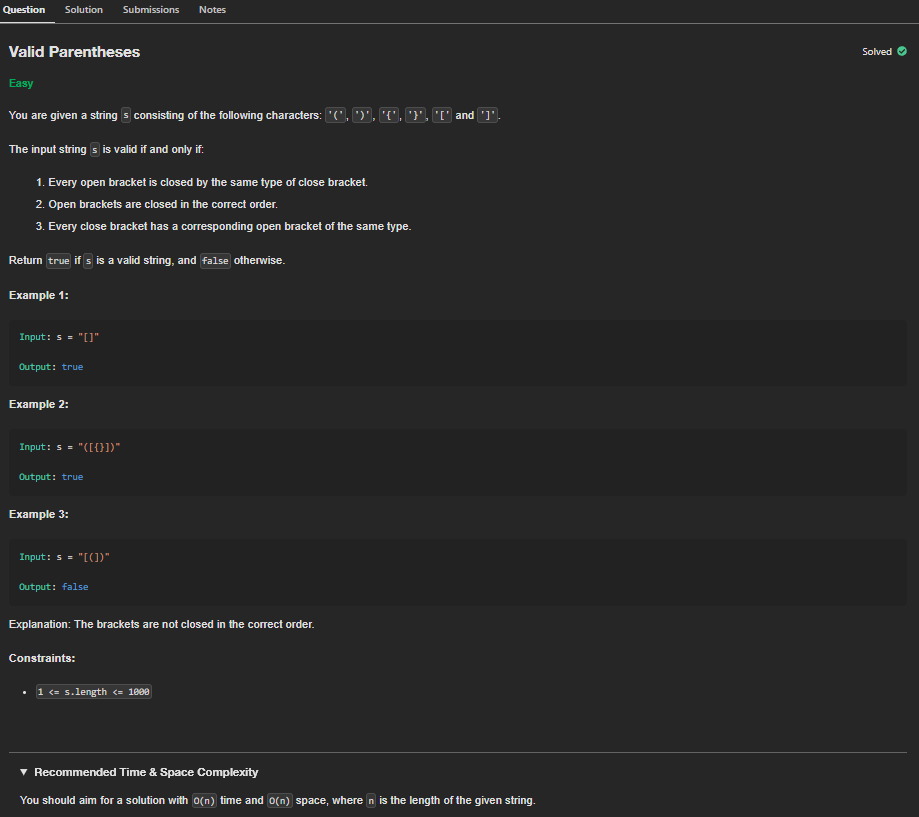 Question Solution Submissions Notes
Valid Parentheses Solved
Easy
You are given a string s consisting of the following characters: '(', ')', '{', '}', '[' and ']'.
The input string s is valid if and only if:
1. Every open bracket is closed by the same type of close bracket.
2. Open brackets are closed in the correct order.
3. Every close bracket has a corresponding open bracket of the same type.
Return true if s is a valid string, and false otherwise.
Example 1:
Input: s = "[]"
Output: true
Example 2:
Input: s = "([{}])"
Output: true
Example 3:
Input: s = "[(])"
Output: false
Explanation: The brackets are not closed in the correct order.
Constraints:
• 1 <= s.length <= 1000
▼ Recommended Time & Space Complexity
You should aim for a solution with O(n) time and O(n) space, where n is the length of the given string.